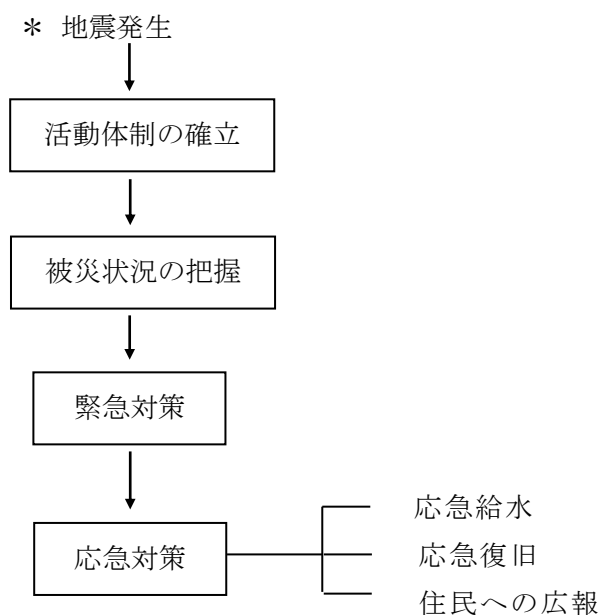 ＊ 地震発生
活動体制の確立
被災状況の把握
緊急対策
応急対策
応急給水
応急復旧
住民への広報